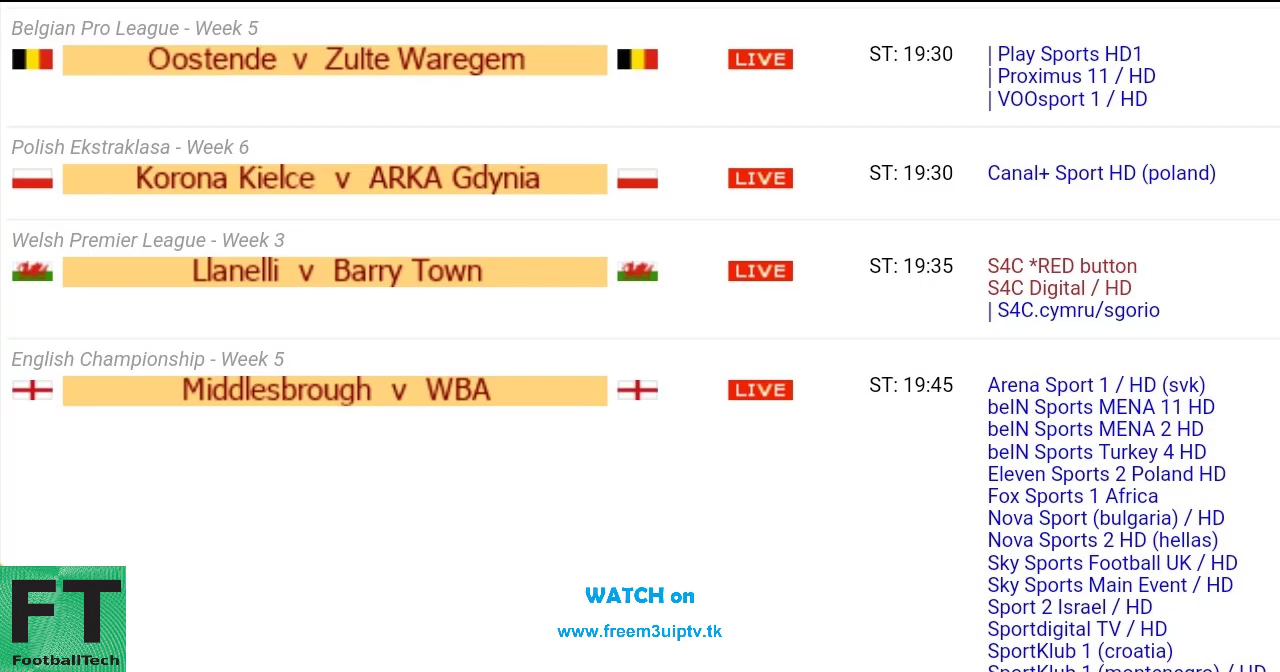 Belgian Pro League - Week 5
Oostende v Zulte Waregem
LIVE
ST: 19:30
| Play Sports HD1
| Proximus 11 / HD
| VOOsport 1 / HD
Polish Ekstraklasa - Week 6
Korona Kielce v ARKA Gdynia
LIVE
ST: 19:30
Canal+ Sport HD (poland)
Welsh Premier League - Week 3
Llanelli v Barry Town
LIVE
ST: 19:35
S4C *RED button
S4C Digital / HD
| S4C.cymru/sgorio
English Championship - Week 5
Middlesbrough v WBA
LIVE
ST: 19:45
Arena Sport 1 / HD (svk)
beIN Sports MENA 11 HD
beIN Sports MENA 2 HD
beIN Sports Turkey 4 HD
Eleven Sports 2 Poland HD
Fox Sports 1 Africa
Nova Sport (bulgaria) / HD
Nova Sports 2 HD (hellas)
Sky Sports Football UK / HD
Sky Sports Main Event / HD
Sport 2 Israel / HD
Sportdigital TV / HD
SportKlub 1 (croatia)
SportKlub 1 (montenegro) / HD
FT
FootballTech
WATCH on
www.freem3uiptv.tk